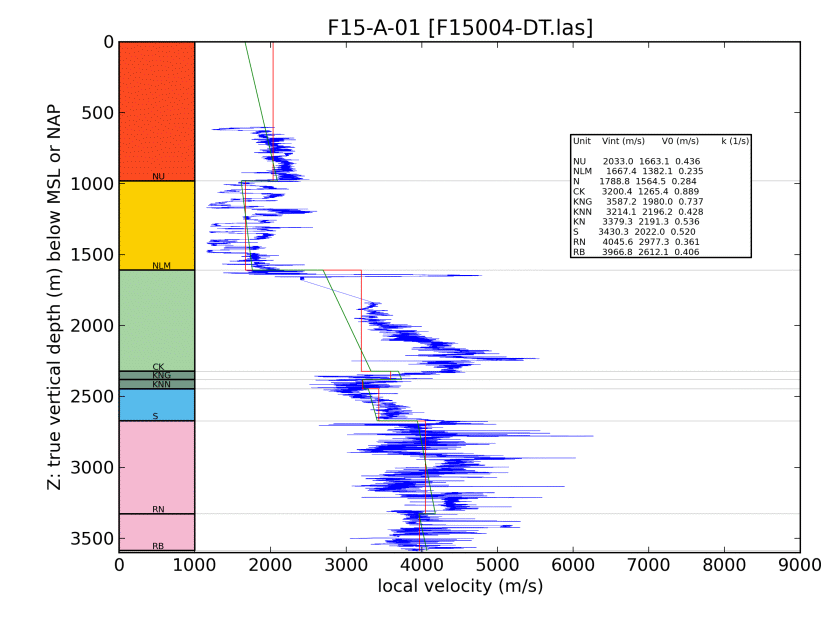 F15-A-01 [F15004-DT.las]
Z: true vertical depth (m) below MSL or NAP
0
500
1000
1500
2000
2500
3000
3500
NU
NLM
CK
KNG
KNN
S
RN
RB
Unit Vint (m/s) V0 (m/s) k (1/s)
NU 2033.0 1663.1 0.436
NLM 1667.4 1382.1 0.235
N 1788.8 1564.5 0.284
CK 3200.4 1265.4 0.889
KNG 3587.2 1980.0 0.737
KNN 3214.1 2196.2 0.428
KN 3379.3 2191.3 0.536
S 3430.3 2022.0 0.520
RN 4045.6 2977.3 0.361
RB 3966.8 2612.1 0.406
0 1000 2000 3000 4000 5000 6000 7000 8000 9000
local velocity (m/s)